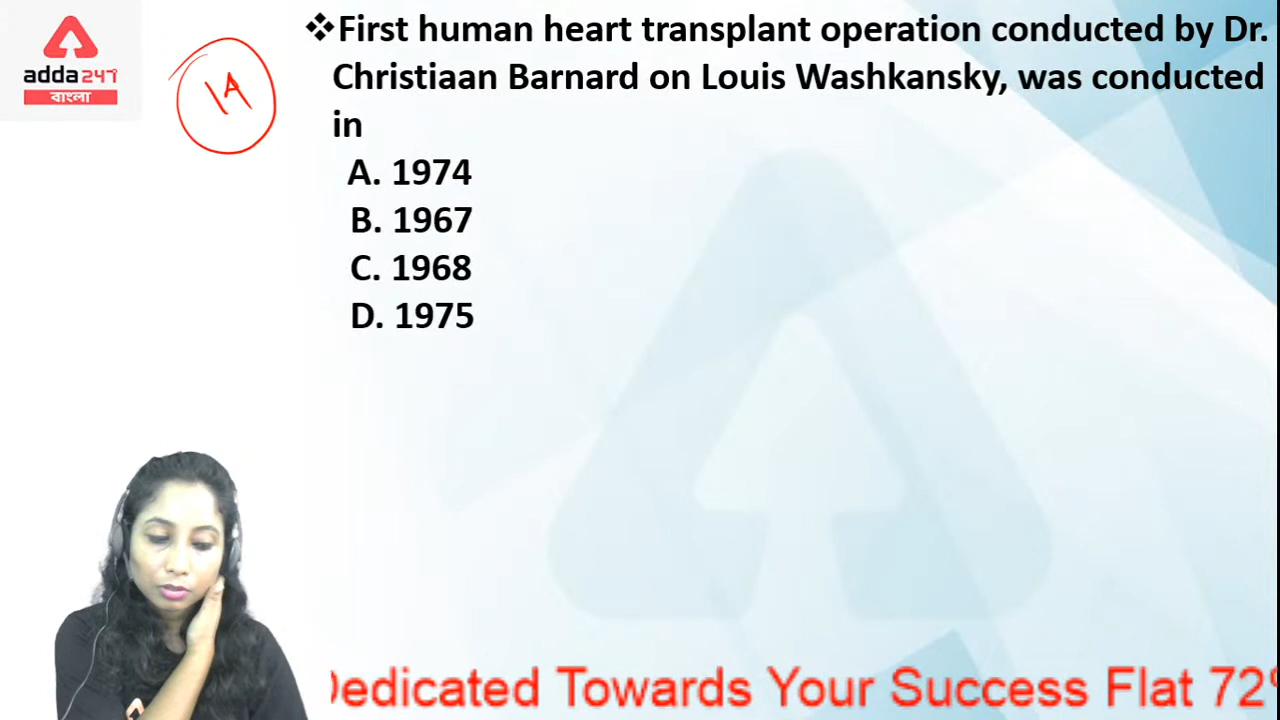 adda247
বাংলা
1A
❖First human heart transplant operation conducted by Dr.
Christiaan Barnard on Louis Washkansky, was conducted
in
A. 1974
B. 1967
C. 1968
D. 1975
Dedicated Towards Your Success Flat 72%